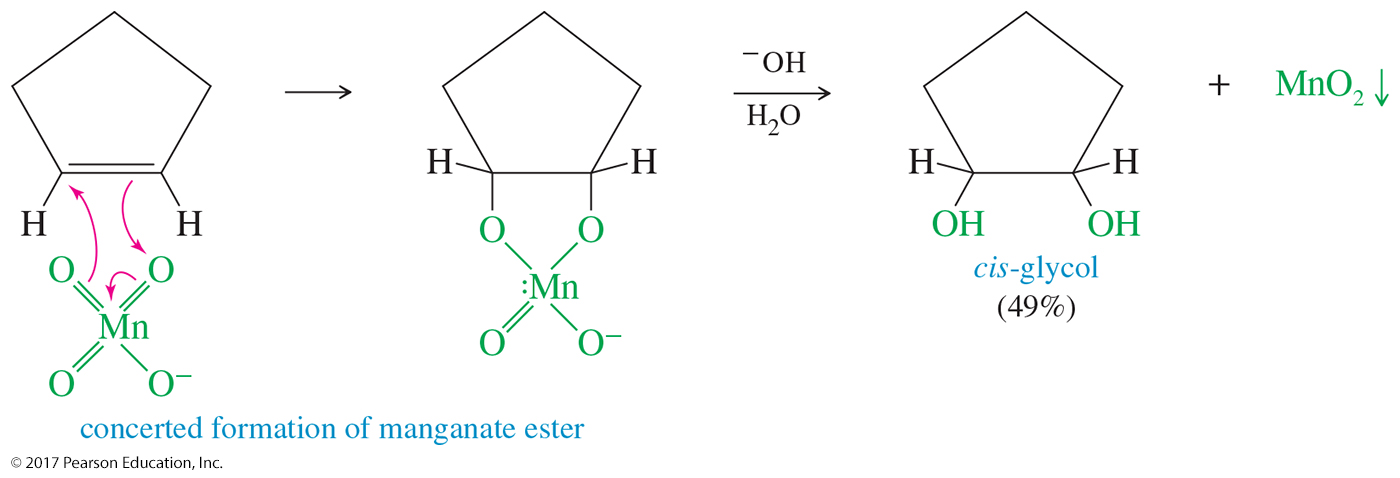 ⁻OH
H₂O
+ MnO₂ ↓
H H
O O
Mn
O O⁻
H H
O O
:Mn
O O⁻
H H
OH OH
cis-glycol
(49%)
concerted formation of manganate ester
© 2017 Pearson Education, Inc.